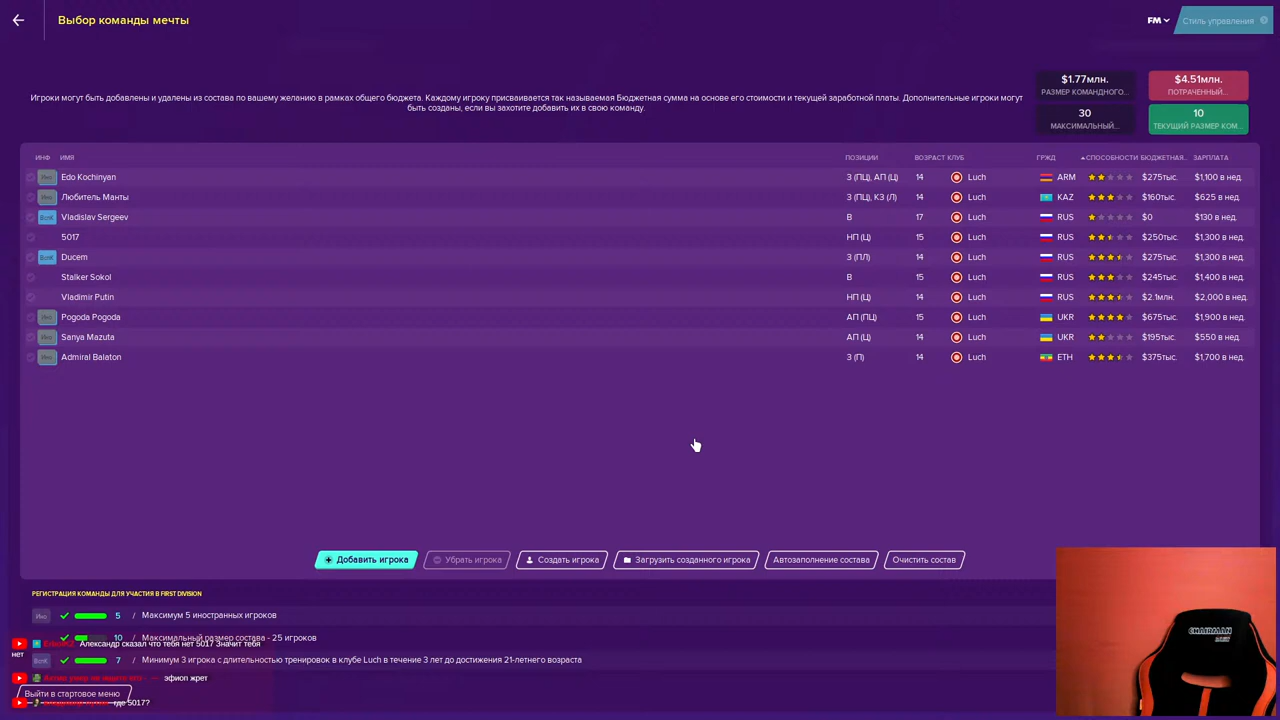 Выбор команды мечты
FM
Стиль управления
Игроки могут быть добавлены и удалены из состава по вашему желанию в рамках общего бюджета. Каждому игроку присваивается так называемая Бюджетная сумма на основе его стоимости и текущей заработной платы. Дополнительные игроки могут
быть созданы, если вы захотите добавить их в свою команду.
$1.77млн.
РАЗМЕР КОМАНДНОГО...
$4.51млн.
ПОТРАЧЕННЫЙ...
30
МАКСИМАЛЬНЫЙ...
10
ТЕКУЩИЙ РАЗМЕР КОМ...
ИНФ ИМЯ ПОЗИЦИИ ВОЗРАСТ КЛУБ ГРЖД СПОСОБНОСТИ БЮДЖЕТНАЯ... ЗАРПЛАТА
Ино Edo Kochinyan З (ПЦ), АП (Ц) 14 Luch ARM $275тыс. $1,100 в нед.
Ино Любитель Манты З (ПЦ), КЗ (Л) 14 Luch KAZ $160тыс. $625 в нед.
ВспК Vladislav Sergeev В 17 Luch RUS $0 $130 в нед.
5017 НП (Ц) 15 Luch RUS $250тыс. $1,300 в нед.
ВспК Ducem З (ПЛ) 14 Luch RUS $275тыс. $1,300 в нед.
Stalker Sokol В 15 Luch RUS $245тыс. $1,400 в нед.
Vladimir Putin НП (Ц) 14 Luch RUS $2.1млн. $2,000 в нед.
Ино Pogoda Pogoda АП (ПЦ) 15 Luch UKR $675тыс. $1,900 в нед.
Ино Sanya Mazuta АП (Ц) 14 Luch UKR $195тыс. $550 в нед.
Ино Admiral Balaton З (П) 14 Luch ETH $375тыс. $1,700 в нед.
Добавить игрока
Убрать игрока
Создать игрока
Загрузить созданного игрока
Автозаполнение состава
Очистить состав
РЕГИСТРАЦИЯ КОМАНДЫ ДЛЯ УЧАСТИЯ В FIRST DIVISION
Ино 5 / Максимум 5 иностранных игроков
10 Максимальный размер состава - 25 игроков
Александр сказал что тебя нет 5017 Значит тебя
нет
ВспК 7 / Минимум 3 игрока с длительностью тренировок в клубе Luch в течение 3 лет до достижения 21-летнего возраста
эфиоп жрет
Выйти в стартовое меню
где 5017?
CHAIRMAN